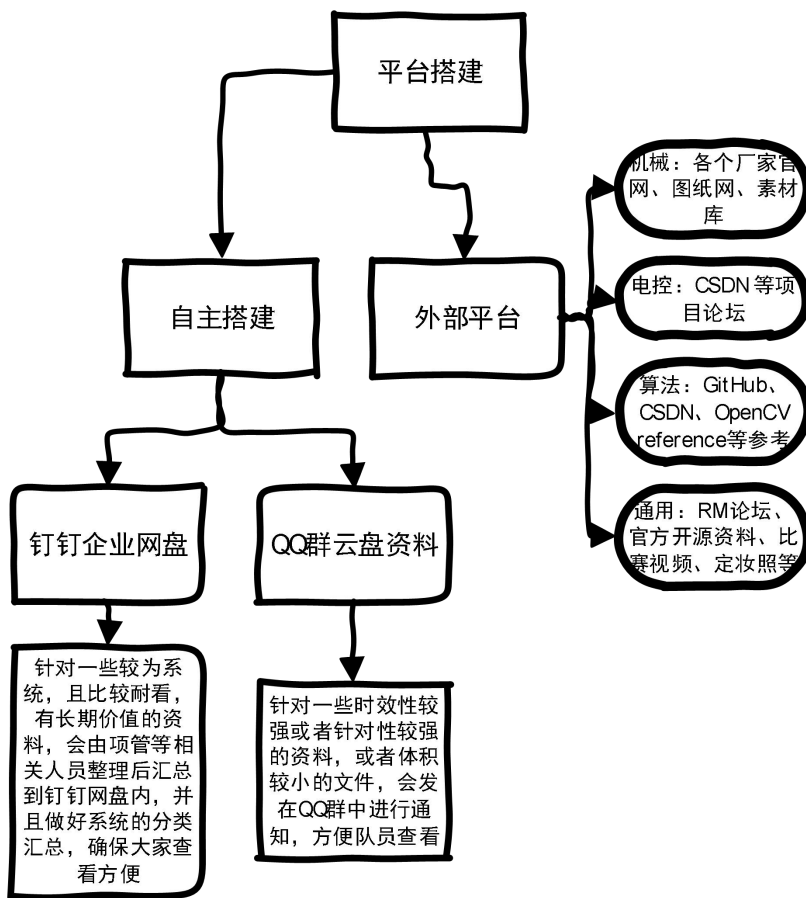 平台搭建
自主搭建
外部平台
机械：各个厂家官
网、图纸网、素材
库
电控：CSDN等项
目论坛
算法：GitHub、
CSDN、OpenCV
reference等参考
通用：RM论坛、
官方开源资料、比
赛视频、定妆照等
钉钉企业网盘
QQ群云盘资料
针对一些较为系
统，且比较耐看，
有长期价值的资
料，会由项管等相
关人员整理后汇总
到钉钉网盘内，并
且做好系统的分类
汇总，确保大家查
看方便
针对一些时效性较
强或者针对性较强
的资料，或者体积
较小的文件，会发
在QQ群中进行通
知，方便队员查看